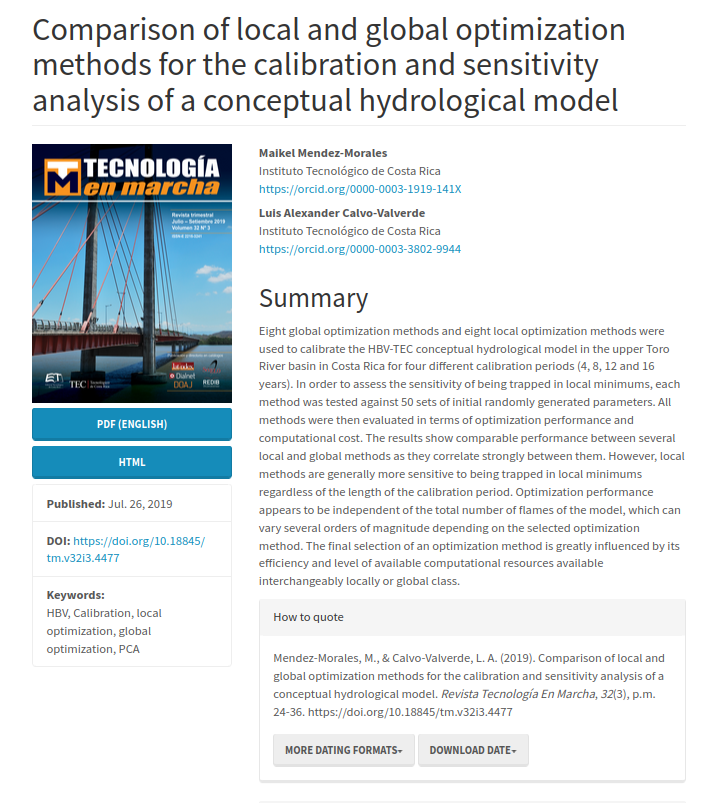 Comparison of local and global optimization
methods for the calibration and sensitivity
analysis of a conceptual hydrological model
TECNOLOGÍA
en marcha
Revista trimestral
Julio - Setiembre 2019
Volumen 32 Nº 3
TEC
Dialnet
DOAJ
REDIB
PDF (ENGLISH)
HTML
Published: Jul. 26, 2019
DOI: https://doi.org/10.18845/
tm.v32i3.4477
Keywords:
HBV, Calibration, local
optimization, global
optimization, PCA
Maikel Mendez-Morales
Instituto Tecnológico de Costa Rica
https://orcid.org/0000-0003-1919-141X
Luis Alexander Calvo-Valverde
Instituto Tecnológico de Costa Rica
https://orcid.org/0000-0003-3802-9944
Summary
Eight global optimization methods and eight local optimization methods were
used to calibrate the HBV-TEC conceptual hydrological model in the upper Toro
River basin in Costa Rica for four different calibration periods (4, 8, 12 and 16
years). In order to assess the sensitivity of being trapped in local minimums, each
method was tested against 50 sets of initial randomly generated parameters. All
methods were then evaluated in terms of optimization performance and
computational cost. The results show comparable performance between several
local and global methods as they correlate strongly between them. However, local
methods are generally more sensitive to being trapped in local minimums
regardless of the length of the calibration period. Optimization performance
appears to be independent of the total number of flames of the model, which can
vary several orders of magnitude depending on the selected optimization
method. The final selection of an optimization method is greatly influenced by its
efficiency and level of available computational resources available
interchangeably locally or global class.
How to quote
Mendez-Morales, M., & Calvo-Valverde, L. A. (2019). Comparison of local and
global optimization methods for the calibration and sensitivity analysis of a
conceptual hydrological model. Revista Tecnología En Marcha, 32(3), p.m.
24-36. https://doi.org/10.18845/tm.v32i3.4477
MORE DATING FORMATS
DOWNLOAD DATE